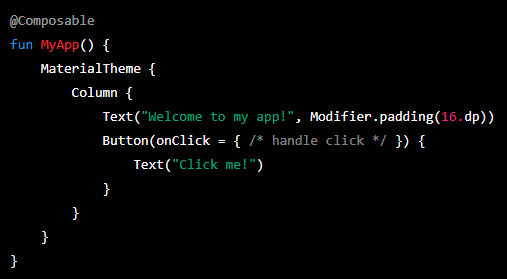 @Composable
fun MyApp() {
    MaterialTheme {
        Column {
            Text("Welcome to my app!", Modifier.padding(16.dp))
            Button(onClick = { /* handle click */ }) {
                Text("Click me!")
            }
        }
    }
}